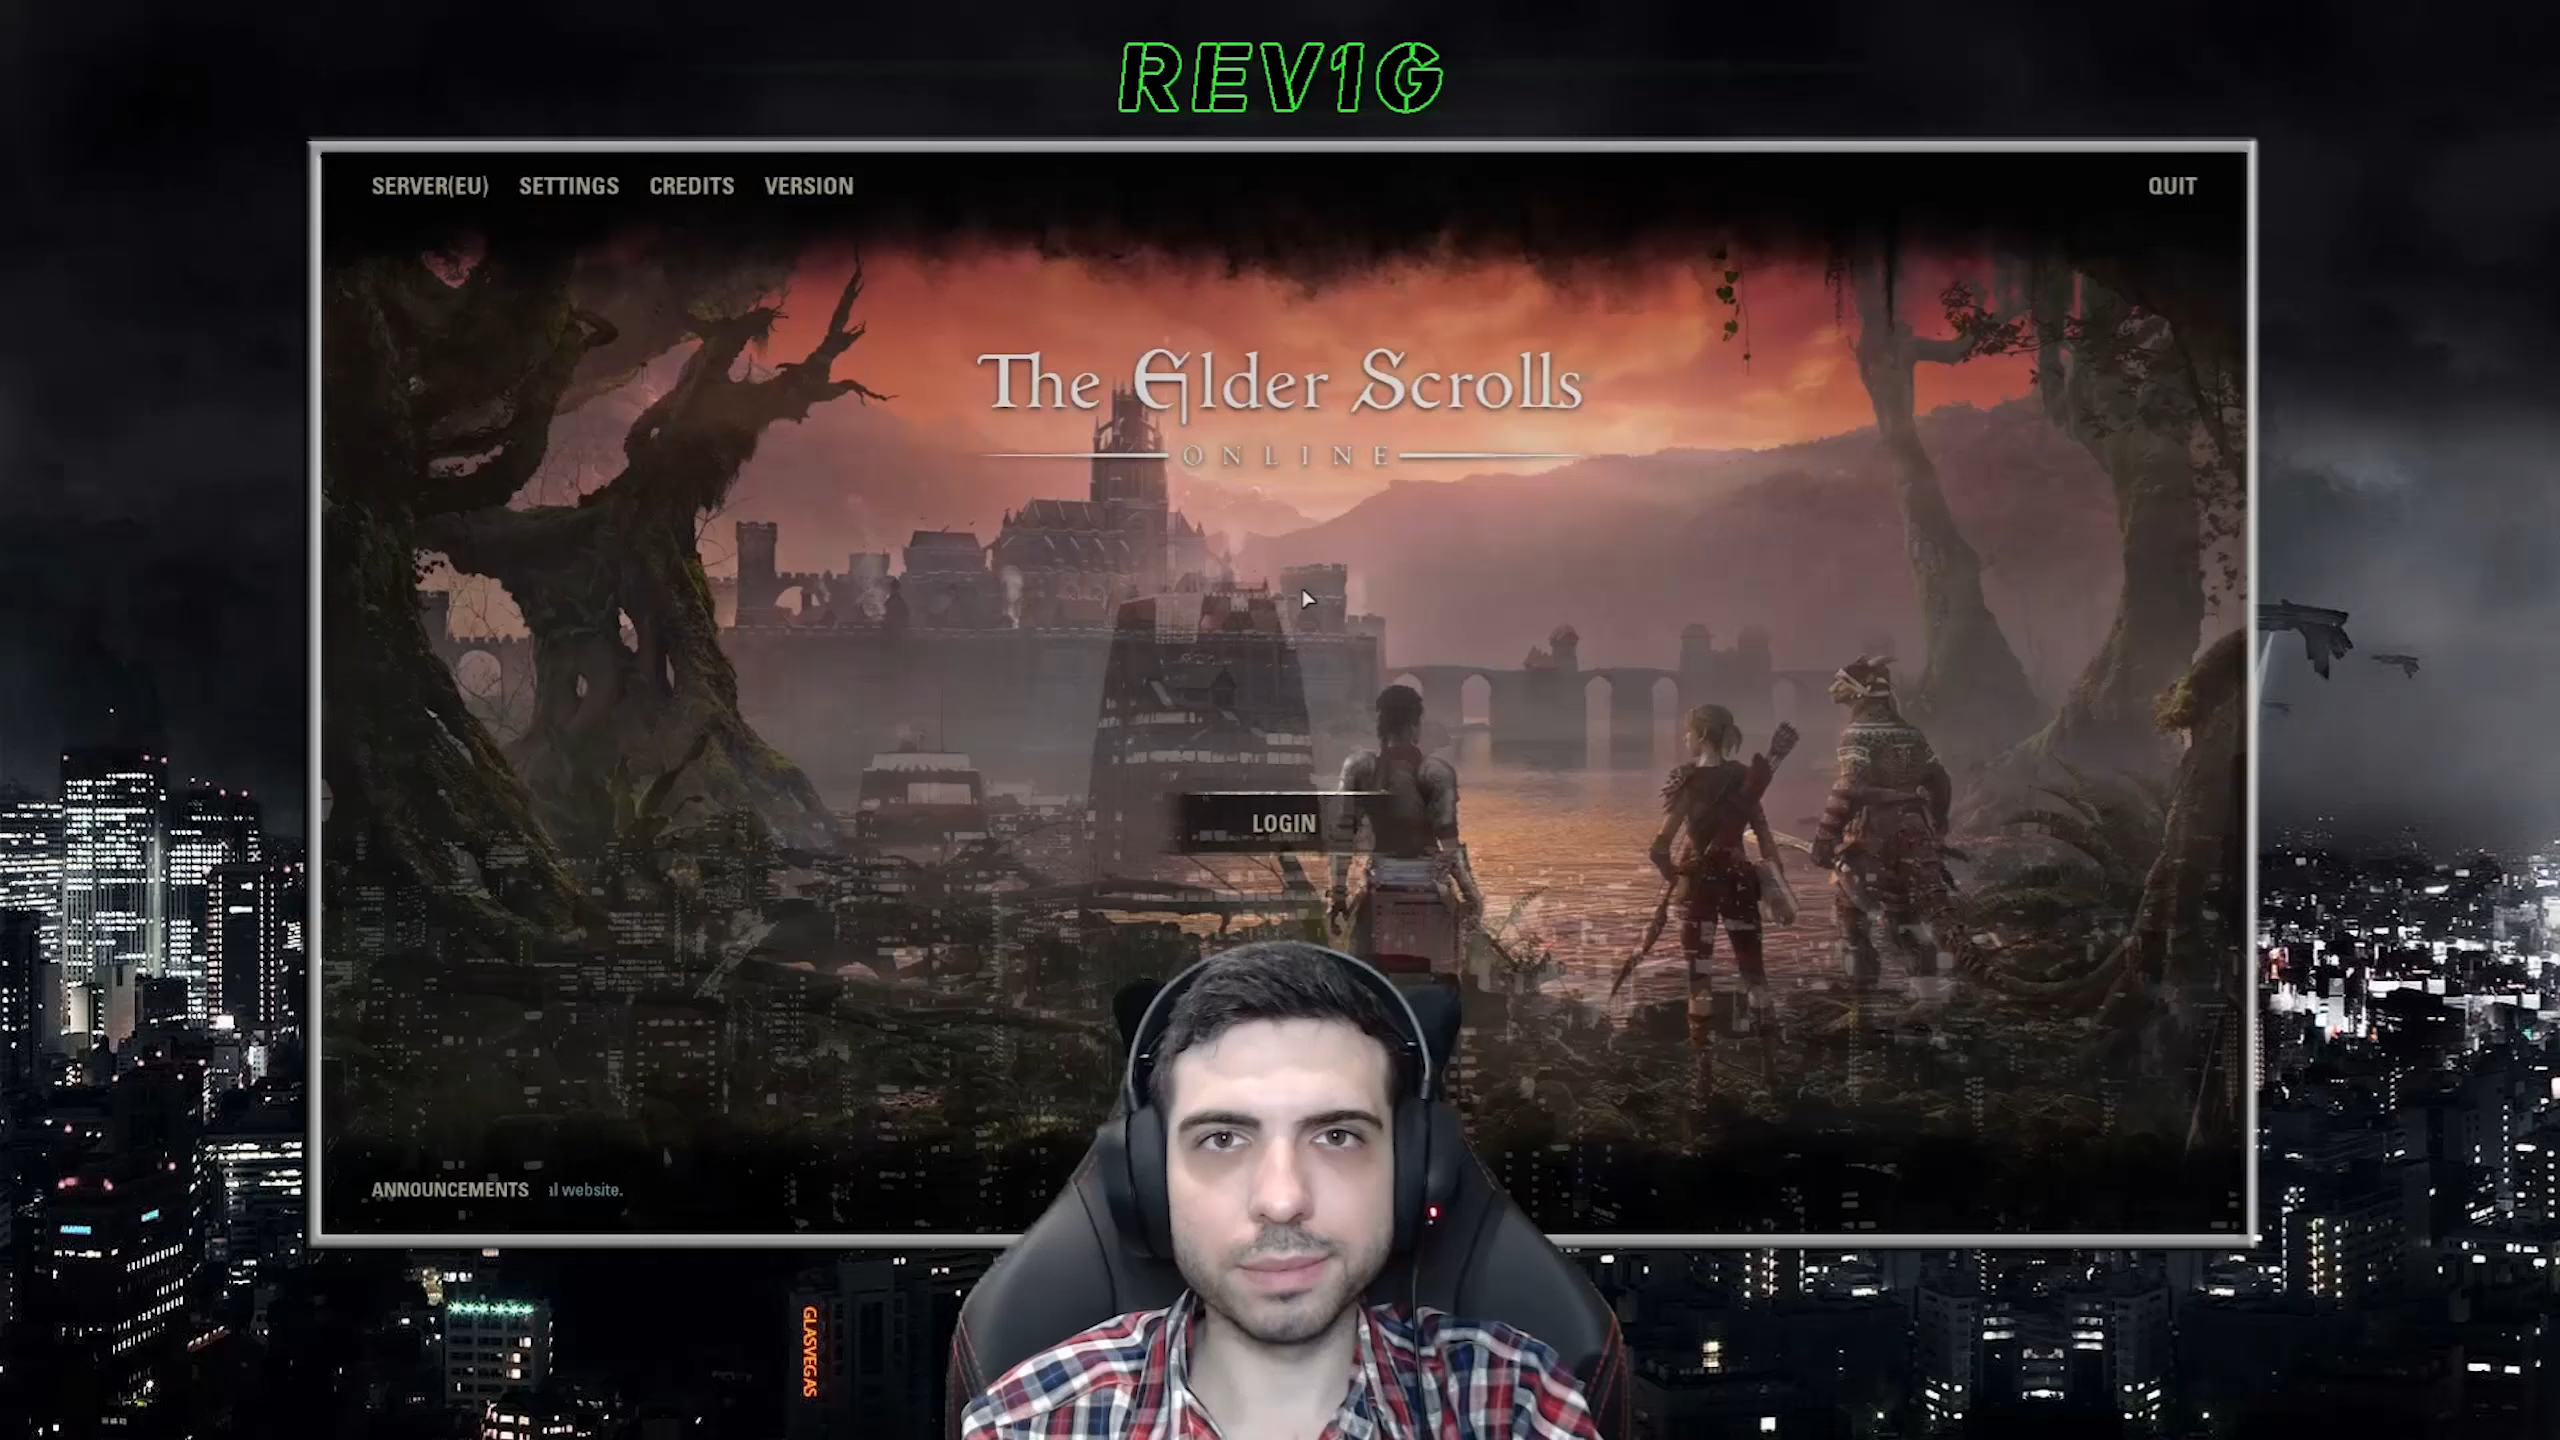 REV1G
SERVER(EU) SETTINGS CREDITS VERSION QUIT
The Elder Scrolls
ONLINE
LOGIN
ANNOUNCEMENTS al website.
GLASVEGAS